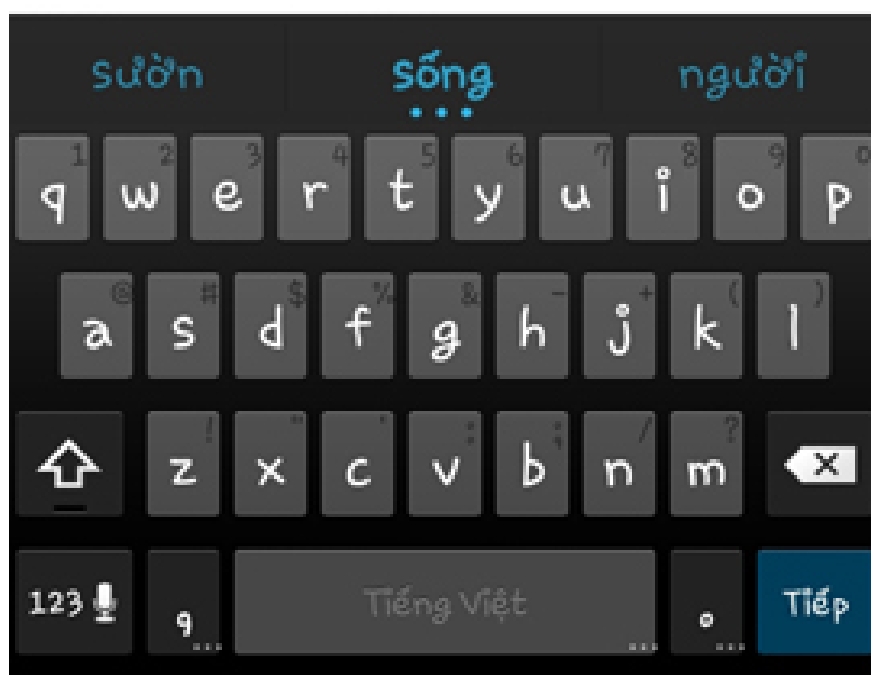 sườn sống người
1 2 3 4 5 6 7 8 9 0
q w e r t y u i o p
@ # $ % & - + ( )
a s d f g h j k l
! " ' : ; / ?
z x c v b n m
123 , Tiếng Việt . Tiếp